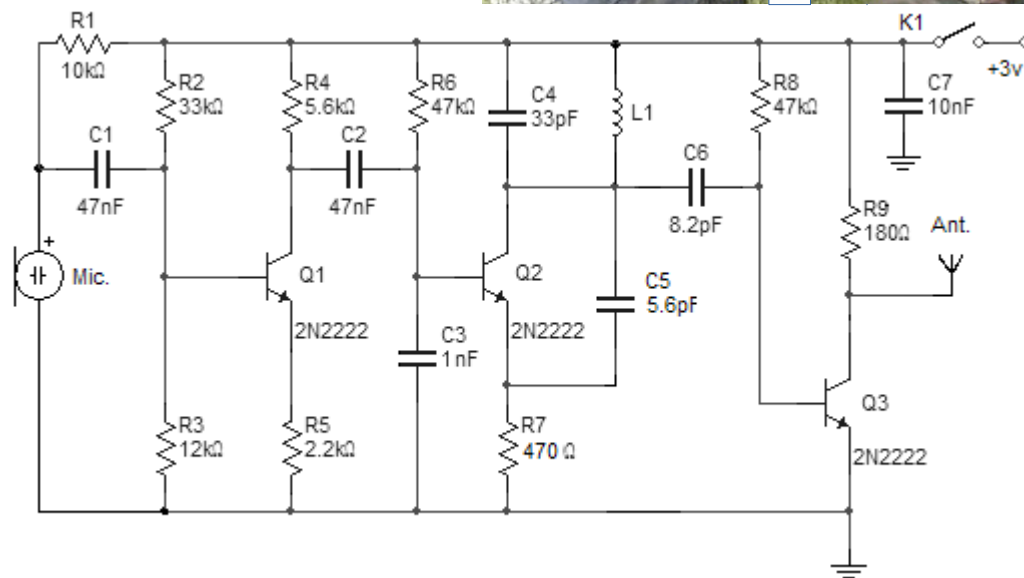 R1
10kΩ
K1
+3v
R2
33kΩ
R4
5.6kΩ
R6
47kΩ
C4
33pF
L1
R8
47kΩ
C7
10nF
C1
47nF
C2
47nF
C6
8.2pF
R9
180Ω
Ant.
+
Mic.
Q1
2N2222
Q2
2N2222
C5
5.6pF
C3
1nF
Q3
2N2222
R3
12kΩ
R5
2.2kΩ
R7
470 Ω